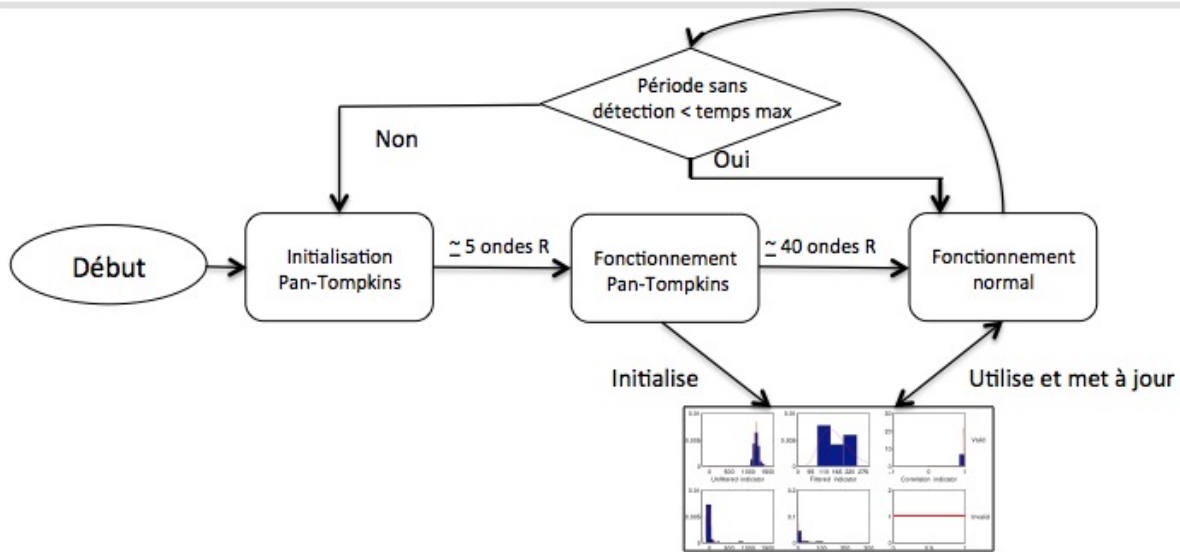 Période sans
détection < temps max
Non
Oui
Début
Initialisation
Pan-Tompkins
~ 5 ondes R
Fonctionnement
Pan-Tompkins
~ 40 ondes R
Fonctionnement
normal
Initialise
Utilise et met à jour
Unfiltered indicator
Filtered indicator
Correlation indicator
Valid
Invalid